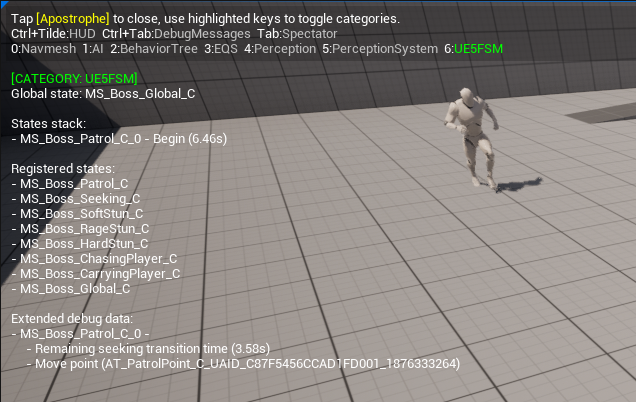 Tap [Apostrophe] to close, use highlighted keys to toggle categories.
Ctrl+Tilde:HUD Ctrl+Tab:DebugMessages Tab:Spectator
0:Navmesh 1:AI 2:BehaviorTree 3:EQS 4:Perception 5:PerceptionSystem 6:UE5FSM
[CATEGORY: UE5FSM]
Global state: MS_Boss_Global_C
States stack:
- MS_Boss_Patrol_C_0 - Begin (6.46s)
Registered states:
- MS_Boss_Patrol_C
- MS_Boss_Seeking_C
- MS_Boss_SoftStun_C
- MS_Boss_RageStun_C
- MS_Boss_HardStun_C
- MS_Boss_ChasingPlayer_C
- MS_Boss_CarryingPlayer_C
- MS_Boss_Global_C
Extended debug data:
- MS_Boss_Patrol_C_0 -
- Remaining seeking transition time (3.58s)
- Move point (AT_PatrolPoint_C_UAID_C87F5456CCAD1FD001_1876333264)